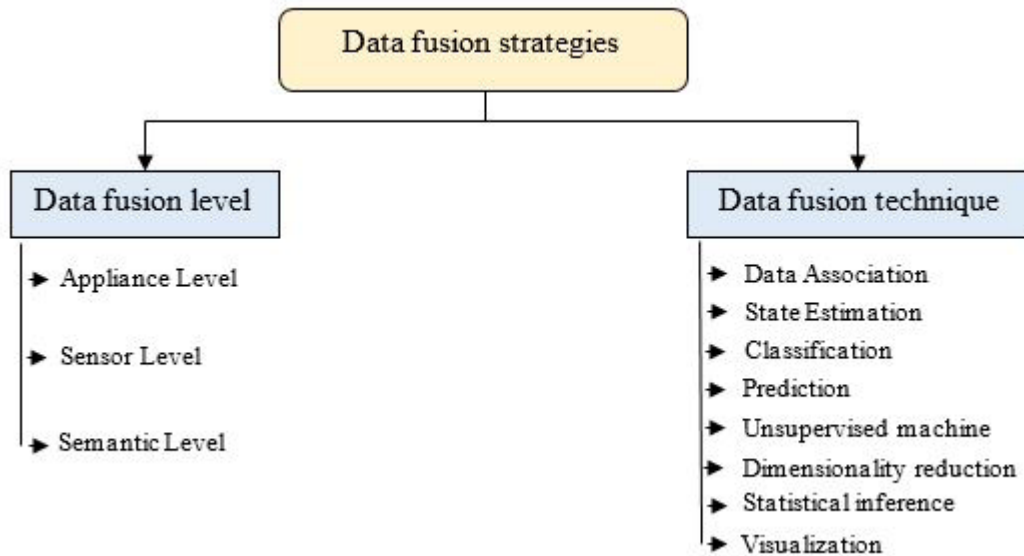 Data fusion strategies
Data fusion level
Appliance Level
Sensor Level
Semantic Level
Data fusion technique
Data Association
State Estimation
Classification
Prediction
Unsupervised machine
Dimensionality reduction
Statistical inference
Visualization